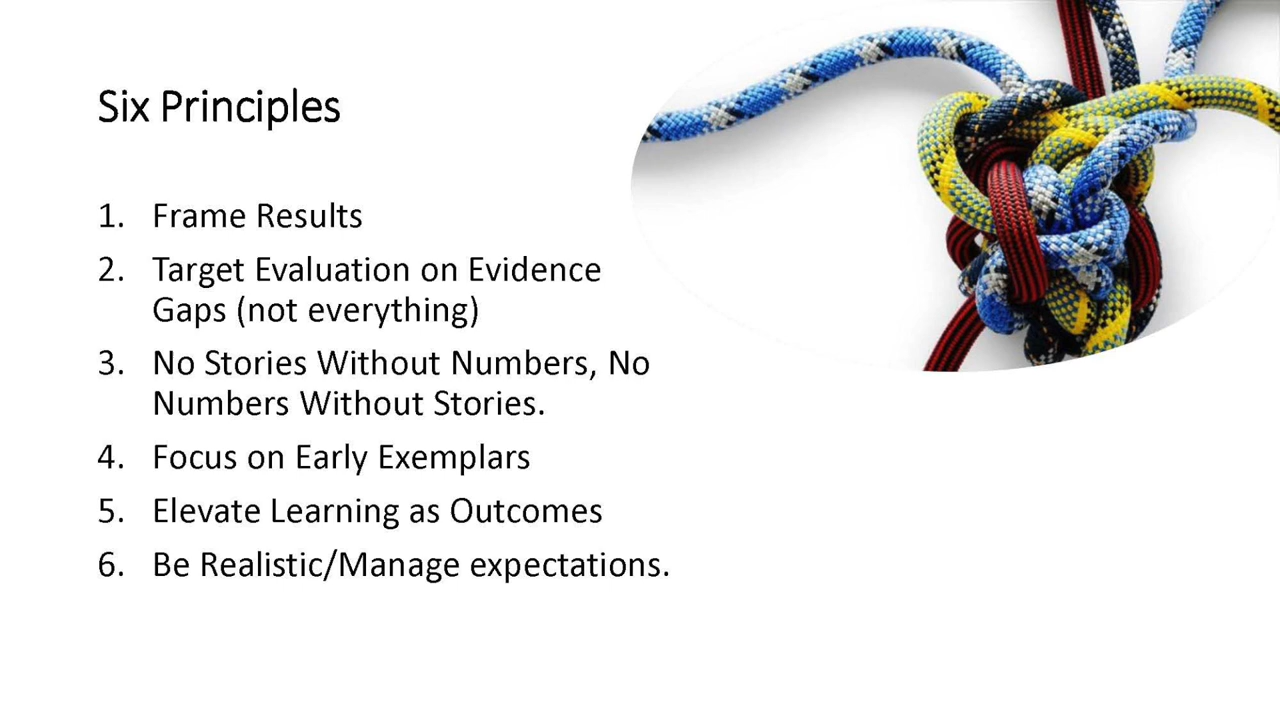 Six Principles
1. Frame Results
2. Target Evaluation on Evidence
Gaps (not everything)
3. No Stories Without Numbers, No
Numbers Without Stories.
4. Focus on Early Exemplars
5. Elevate Learning as Outcomes
6. Be Realistic/Manage expectations.